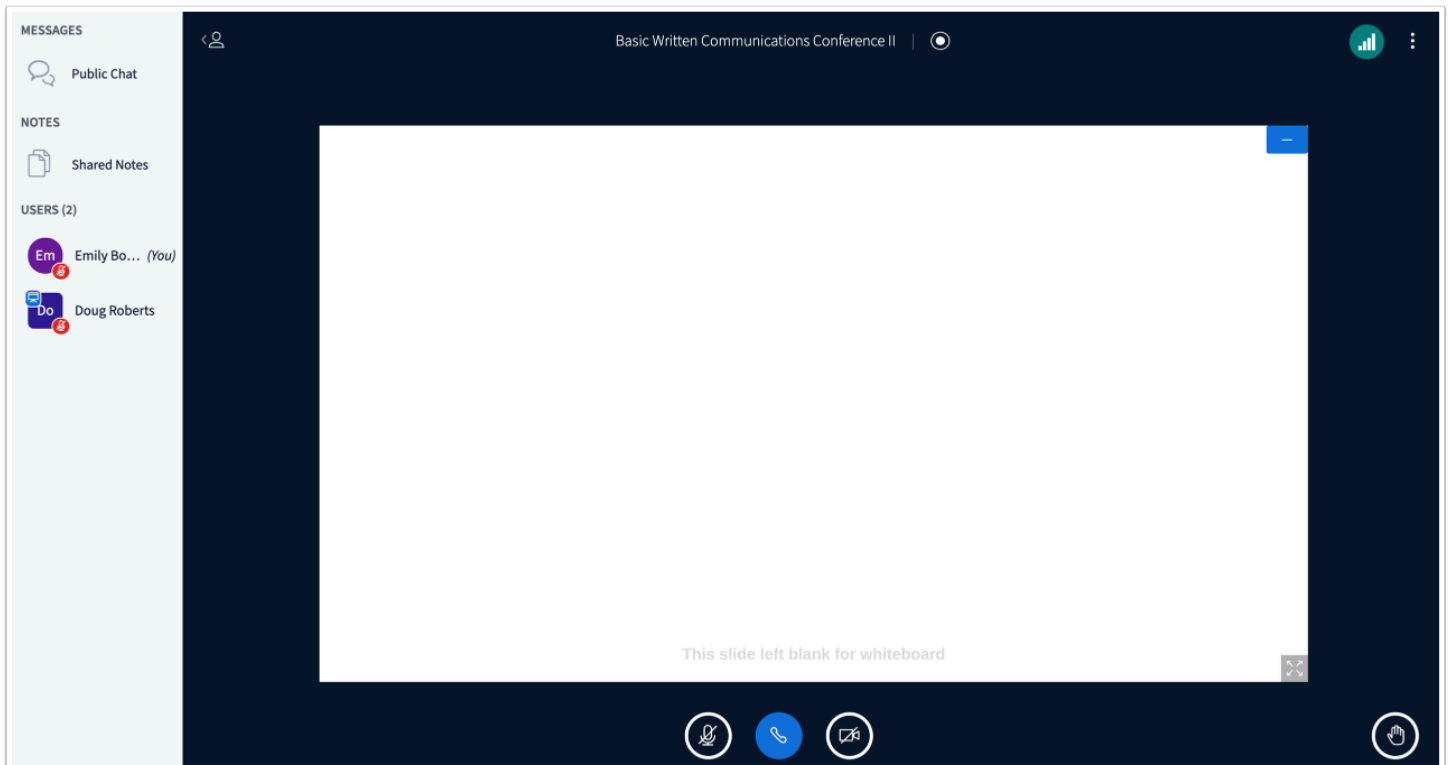 MESSAGES
Public Chat
NOTES
Shared Notes
USERS (2)
Em Emily Bo... (You)
Do Doug Roberts
Basic Written Communications Conference II
This slide left blank for whiteboard